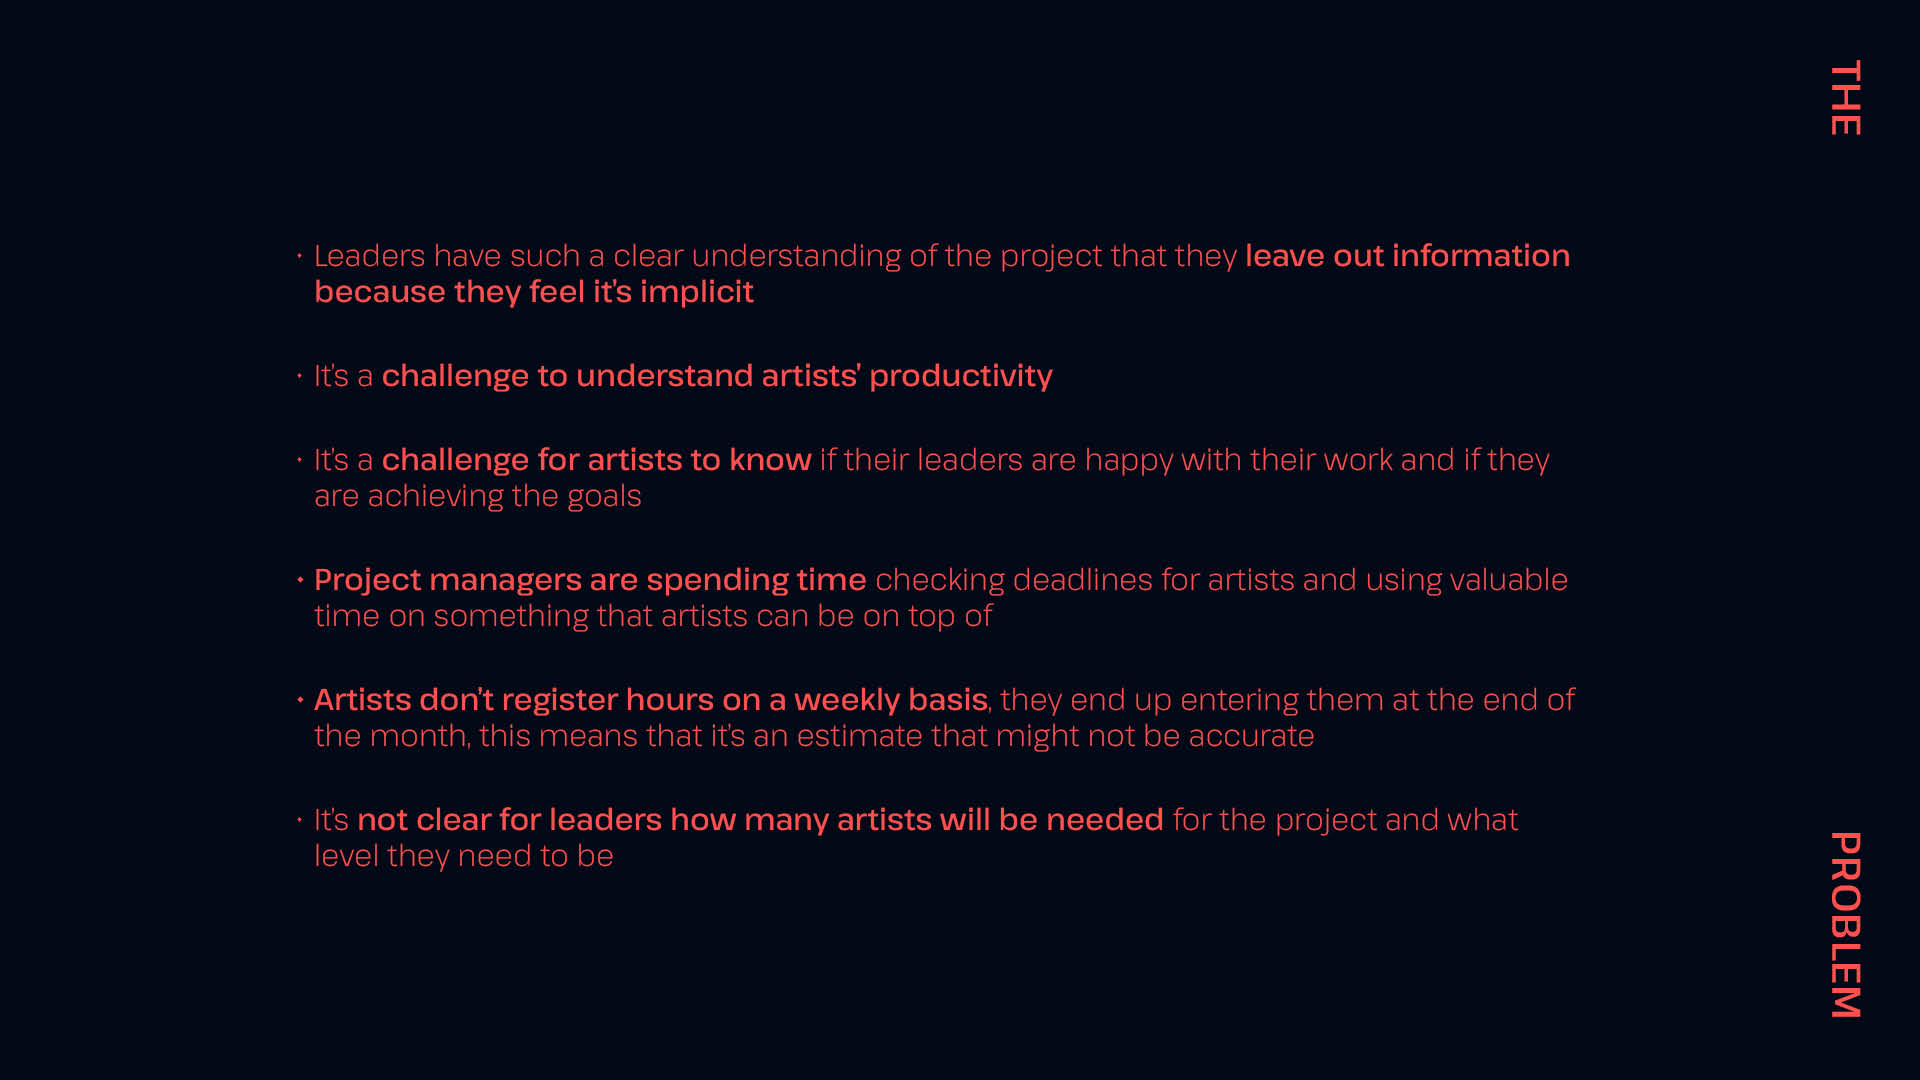 THE
PROBLEM
· Leaders have such a clear understanding of the project that they leave out information
because they feel it's implicit
· It's a challenge to understand artists' productivity
· It's a challenge for artists to know if their leaders are happy with their work and if they
are achieving the goals
· Project managers are spending time checking deadlines for artists and using valuable
time on something that artists can be on top of
· Artists don't register hours on a weekly basis, they end up entering them at the end of
the month, this means that it's an estimate that might not be accurate
· It's not clear for leaders how many artists will be needed for the project and what
level they need to be